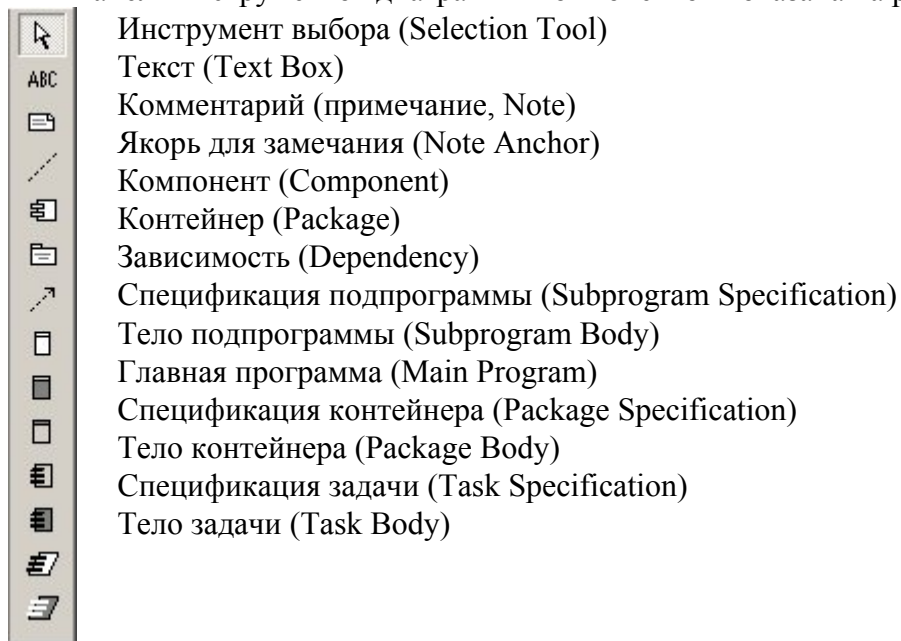 Инструмент выбора (Selection Tool)
ABC
Текст (Text Box)
Комментарий (примечание, Note)
Якорь для замечания (Note Anchor)
Компонент (Component)
Контейнер (Package)
Зависимость (Dependency)
Спецификация подпрограммы (Subprogram Specification)
Тело подпрограммы (Subprogram Body)
Главная программа (Main Program)
Спецификация контейнера (Package Specification)
Тело контейнера (Package Body)
Спецификация задачи (Task Specification)
Тело задачи (Task Body)